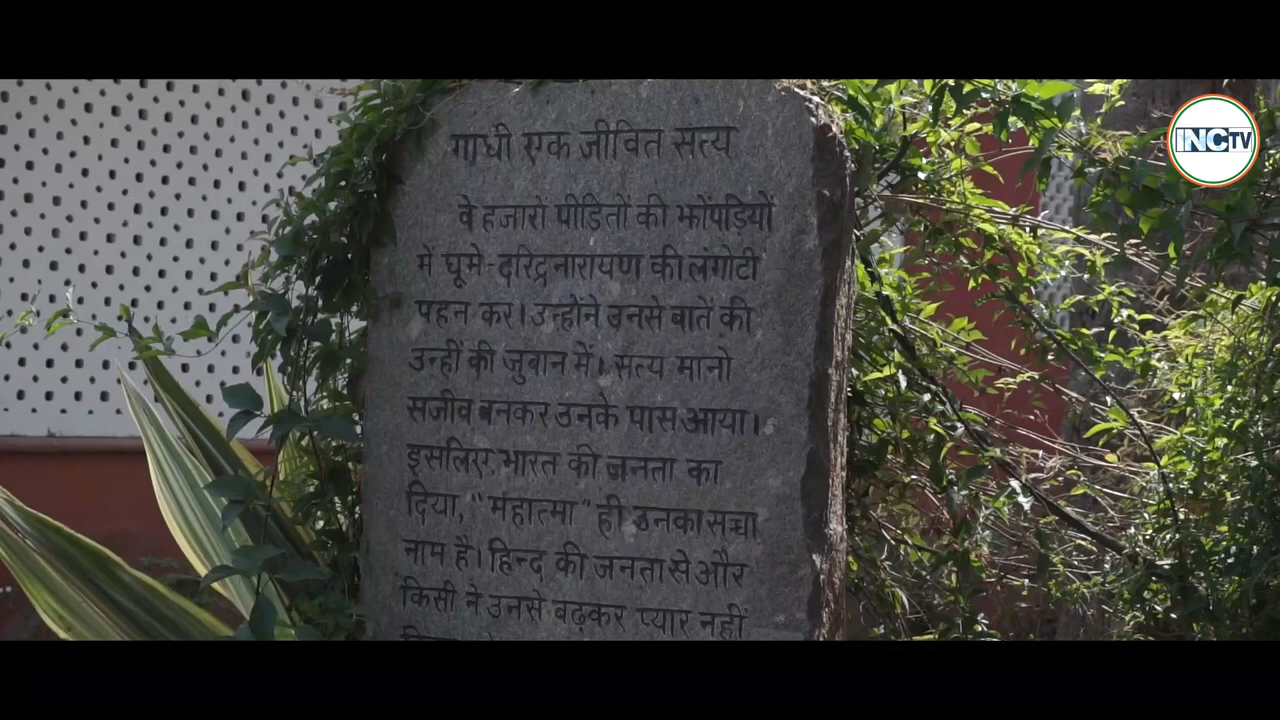 INCTV
गाधी एक जीवित सत्य
वे हजारों पीडितों की झोंपड़ियों
में घूमे-दरिद्रनारायण की लंगोटी
पहन कर। उन्होंने उनसे बातें की
उन्हीं की जुबान में। सत्य मानो
सजीव बनकर उनके पास आया।
इसलिए भारत की जनता का
दिया, "महात्मा" ही उनका सच्चा
नाम है। हिन्द की जनता से और
किसी ने उनसे बढ़कर प्यार नहीं